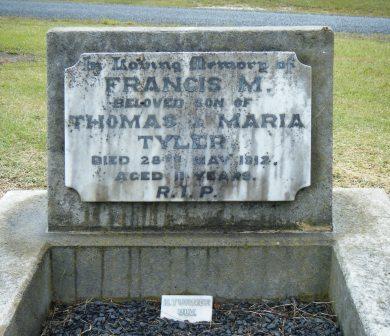 In Loving Memory of
FRANCIS M.
BELOVED SON OF
THOMAS & MARIA
TYLER
DIED 28TH MAY 1912.
AGED 11 YEARS.
R.I.P.